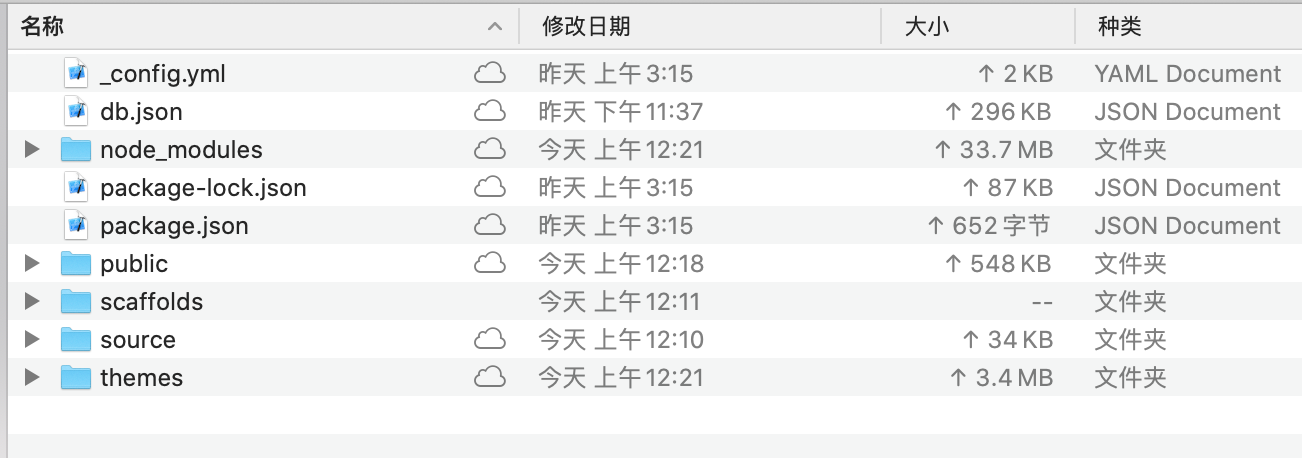 名称 修改日期 大小 种类
_config.yml 昨天 上午3:15 ↑ 2 KB YAML Document
db.json 昨天 下午11:37 ↑ 296 KB JSON Document
node_modules 今天 上午12:21 ↑ 33.7 MB 文件夹
package-lock.json 昨天 上午3:15 ↑ 87 KB JSON Document
package.json 昨天 上午3:15 ↑ 652 字节 JSON Document
public 今天 上午12:18 ↑ 548 KB 文件夹
scaffolds 今天 上午12:11 -- 文件夹
source 今天 上午12:10 ↑ 34 KB 文件夹
themes 今天 上午12:21 ↑ 3.4 MB 文件夹